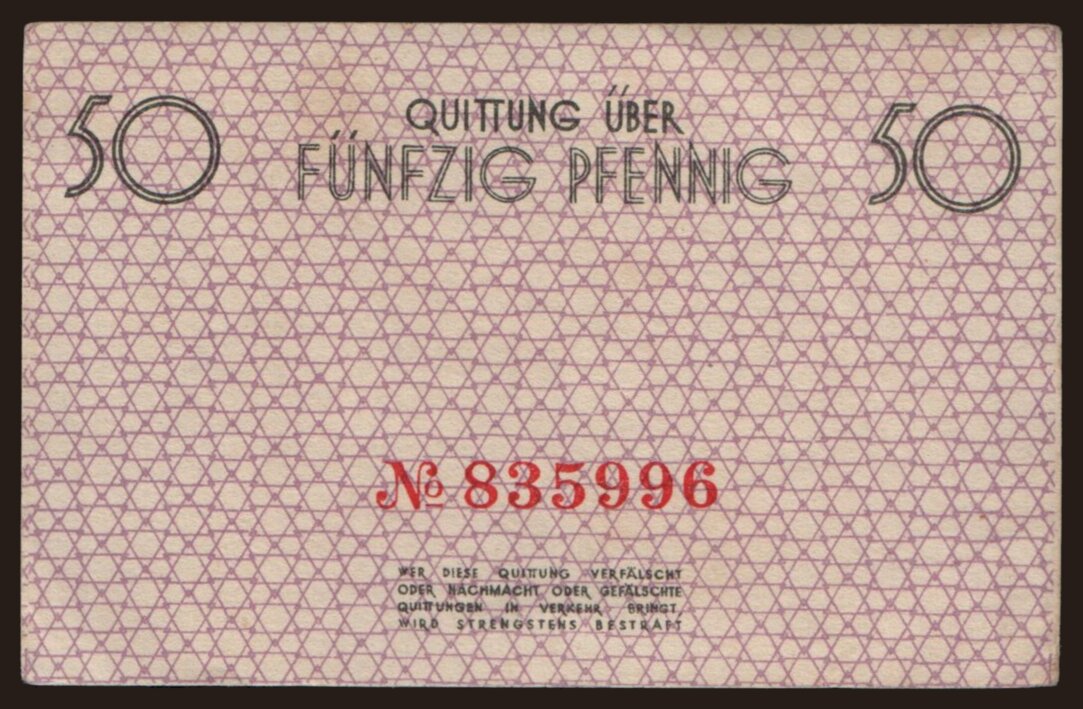 50 QUITTUNG ÜBER 50
FÜNFZIG PFENNIG
№ 835996
WER DIESE QUITTUNG VERFÄLSCHT
ODER NACHMACHT ODER GEFÄLSCHTE
QUITTUNGEN IN VERKEHR BRINGT
WIRD STRENGSTENS BESTRAFT